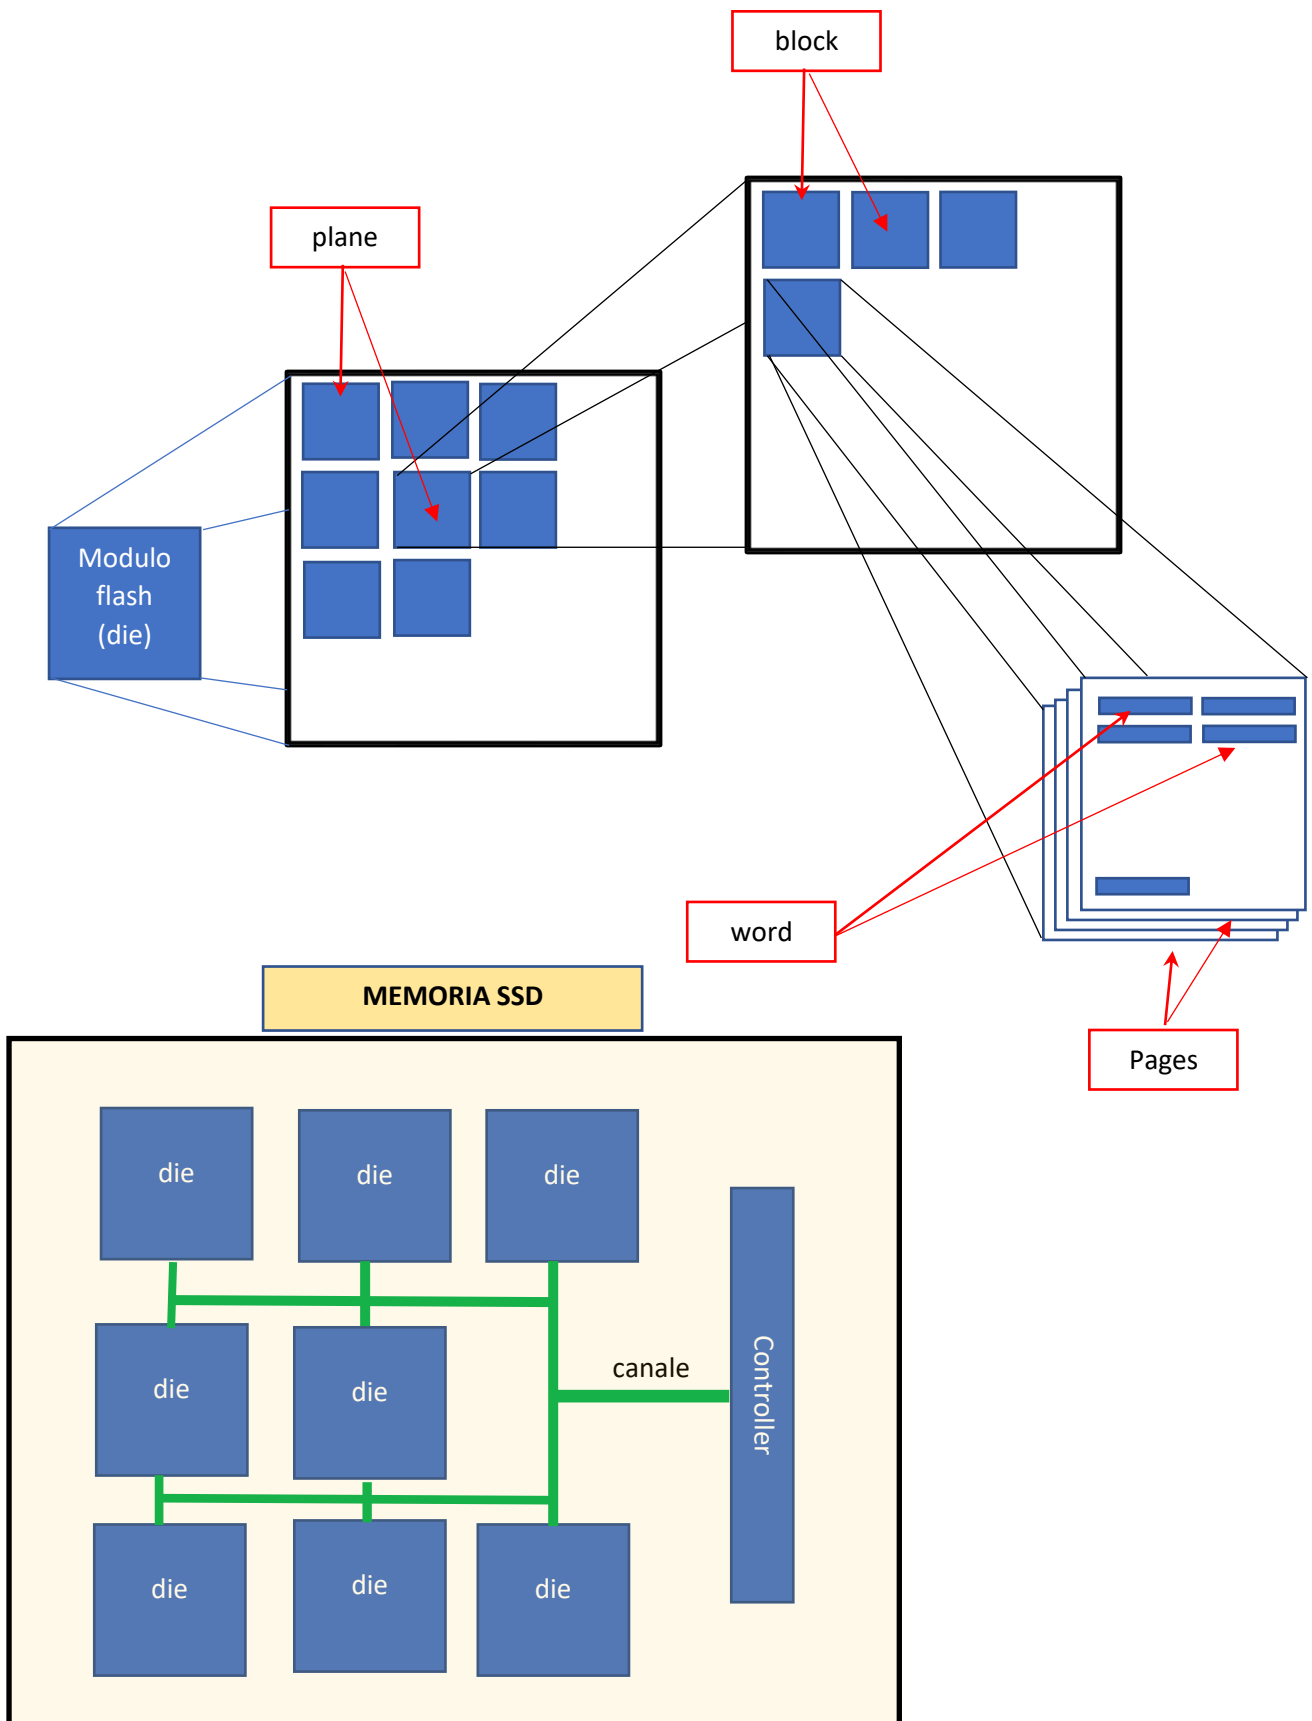 block
plane
Modulo
flash
(die)
word
Pages
MEMORIA SSD
die
die
die
die
die
canale
Controller
die
die
die